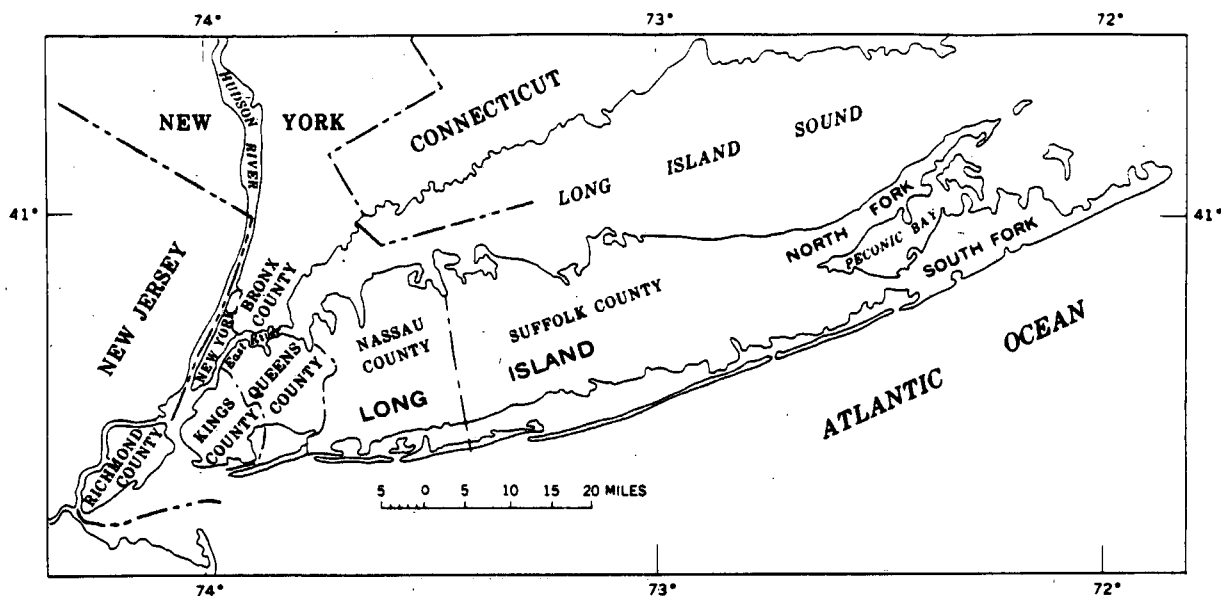 74°
73°
72°
HUDSON RIVER
NEW YORK
CONNECTICUT
LONG ISLAND SOUND
41°
41°
NORTH FORK
PECONIC BAY
SOUTH FORK
NEW JERSEY
BRONX
COUNTY
NEW YORK
East River
NASSAU
COUNTY
SUFFOLK COUNTY
LONG ISLAND
QUEENS
COUNTY
KINGS
COUNTY
RICHMOND
COUNTY
ATLANTIC OCEAN
5 0 5 10 15 20 MILES
74°
73°
72°